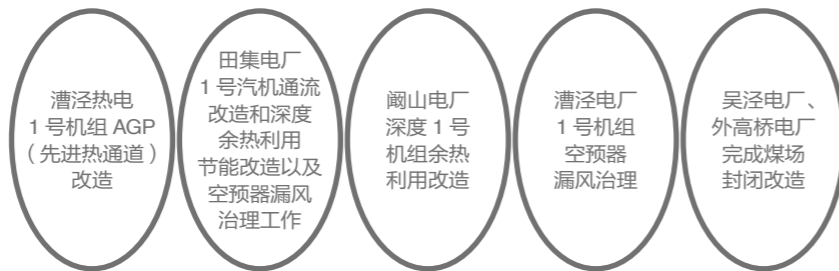 漕泾热电
1 号机组 AGP
（先进热通道）
改造
田集电厂
1 号汽机通流
改造和深度
余热利用
节能改造以及
空预器漏风
治理工作
阚山电厂
深度 1 号
机组余热
利用改造
漕泾电厂
1 号机组
空预器
漏风治理
吴泾电厂、
外高桥电厂
完成煤场
封闭改造